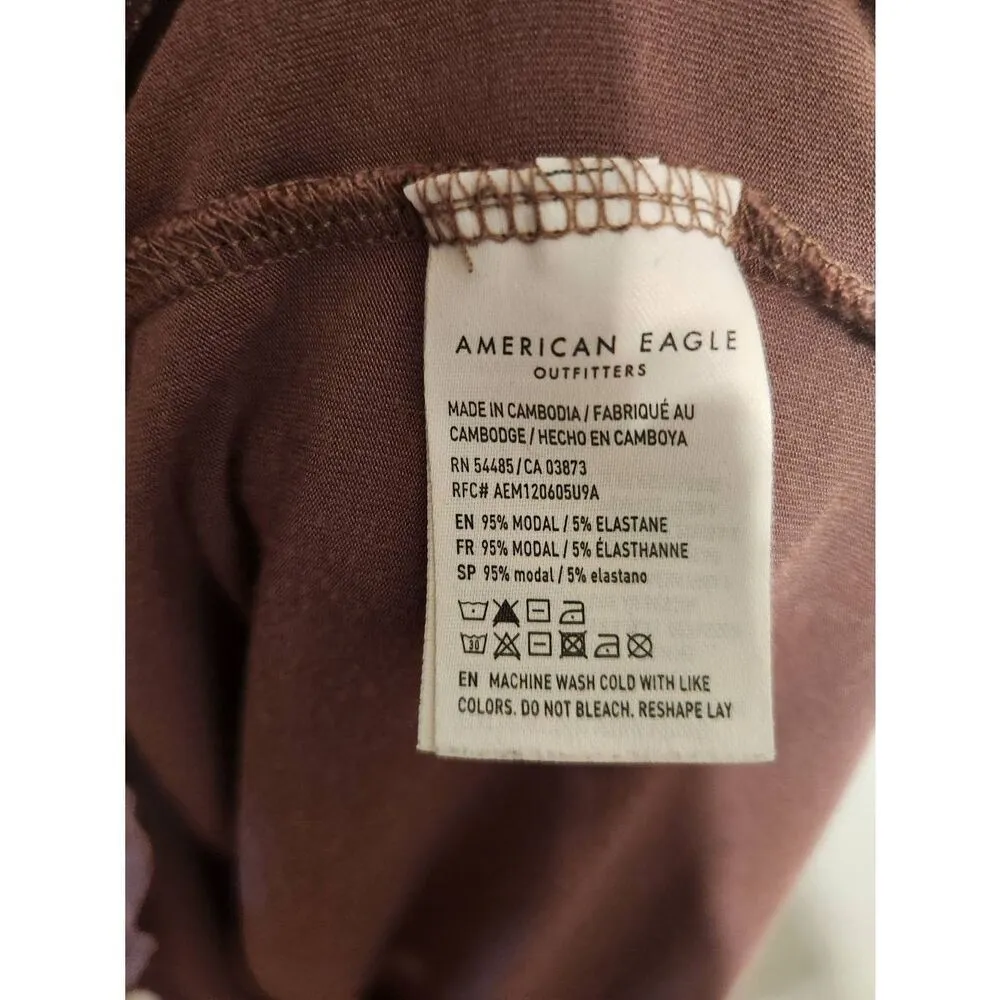 AMERICAN EAGLE
OUTFITTERS
MADE IN CAMBODIA / FABRIQUÉ AU
CAMBODGE / HECHO EN CAMBOYA
RN 54485 / CA 03873
RFC# AEM120605U9A
EN 95% MODAL / 5% ELASTANE
FR 95% MODAL / 5% ÉLASTHANNE
SP 95% modal / 5% elastano
30
EN MACHINE WASH COLD WITH LIKE
COLORS. DO NOT BLEACH. RESHAPE LAY